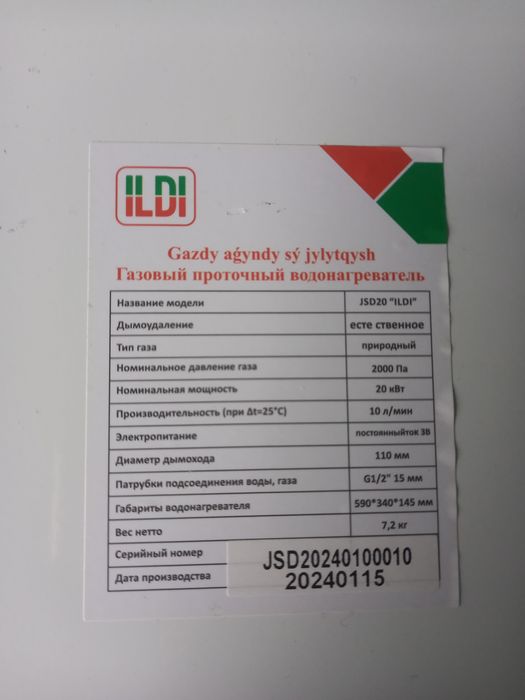 ILDI
Gazdy aǵyndy sý jylytqysh
Газовый проточный водонагреватель
Название модели JSD20 "ILDI"
Дымоудаление есте ственное
Тип газа природный
Номинальное давление газа 2000 Па
Номинальная мощность 20 кВт
Производительность (при Δt=25°C) 10 л/мин
Электропитание постоянныйток 3В
Диаметр дымохода 110 мм
Патрубки подсоединения воды, газа G1/2" 15 мм
Габариты водонагревателя 590*340*145 мм
Вес нетто 7,2 кг
Серийный номер JSD20240100010
Дата производства 20240115